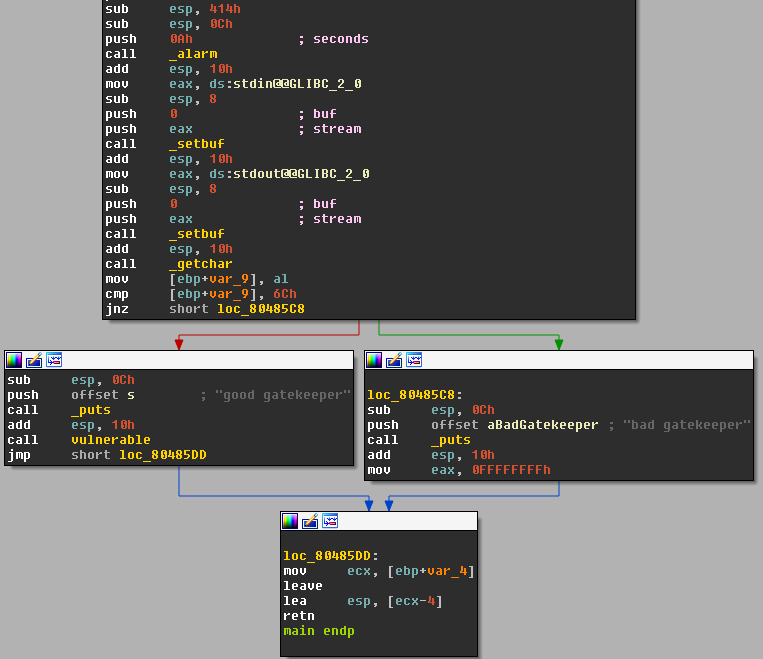 sub esp, 414h
sub esp, 0Ch
push 0Ah ; seconds
call _alarm
add esp, 10h
mov eax, ds:stdin@@GLIBC_2_0
sub esp, 8
push 0 ; buf
push eax ; stream
call _setbuf
add esp, 10h
mov eax, ds:stdout@@GLIBC_2_0
sub esp, 8
push 0 ; buf
push eax ; stream
call _setbuf
add esp, 10h
call _getchar
mov [ebp+var_9], al
cmp [ebp+var_9], 6Ch
jnz short loc_80485C8
sub esp, 0Ch
push offset s ; "good gatekeeper"
call _puts
add esp, 10h
call vulnerable
jmp short loc_80485DD
loc_80485C8:
sub esp, 0Ch
push offset aBadGatekeeper ; "bad gatekeeper"
call _puts
add esp, 10h
mov eax, 0FFFFFFFFh
loc_80485DD:
mov ecx, [ebp+var_4]
leave
lea esp, [ecx-4]
retn
main endp